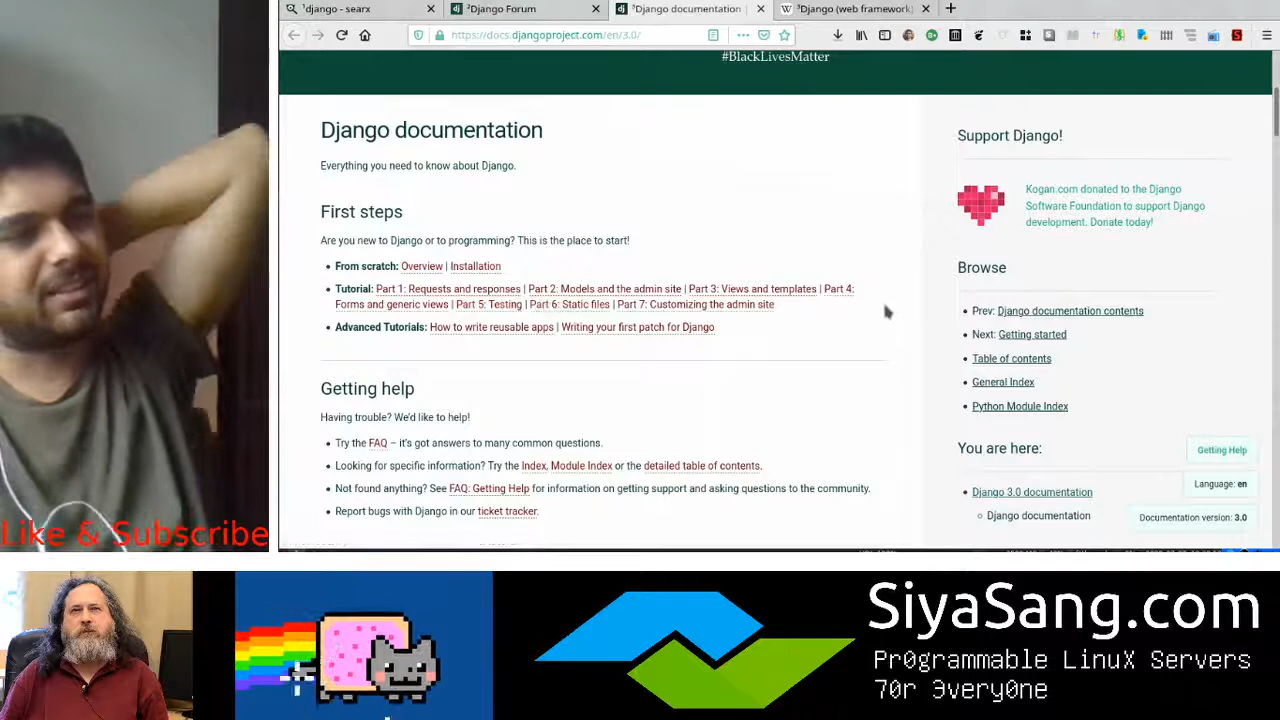 ¹django - searx
²Django Forum
³Django documentation
³Django (web framework)
https://docs.djangoproject.com/en/3.0/
#BlackLivesMatter
Django documentation
Everything you need to know about Django.
First steps
Are you new to Django or to programming? This is the place to start!
From scratch: Overview | Installation
Tutorial: Part 1: Requests and responses | Part 2: Models and the admin site | Part 3: Views and templates | Part 4:
Forms and generic views | Part 5: Testing | Part 6: Static files | Part 7: Customizing the admin site
Advanced Tutorials: How to write reusable apps | Writing your first patch for Django
Getting help
Having trouble? We'd like to help!
Try the FAQ – it's got answers to many common questions.
Looking for specific information? Try the Index, Module Index or the detailed table of contents.
Not found anything? See FAQ: Getting Help for information on getting support and asking questions to the community.
Report bugs with Django in our ticket tracker.
Support Django!
Kogan.com donated to the Django
Software Foundation to support Django
development. Donate today!
Browse
Prev: Django documentation contents
Next: Getting started
Table of contents
General Index
Python Module Index
You are here:
Getting Help
Django 3.0 documentation
Language: en
Django documentation
Documentation version: 3.0
Like & Subscribe
SiyaSang.com
Pr0grammable LinuX Servers
70r 3very0ne